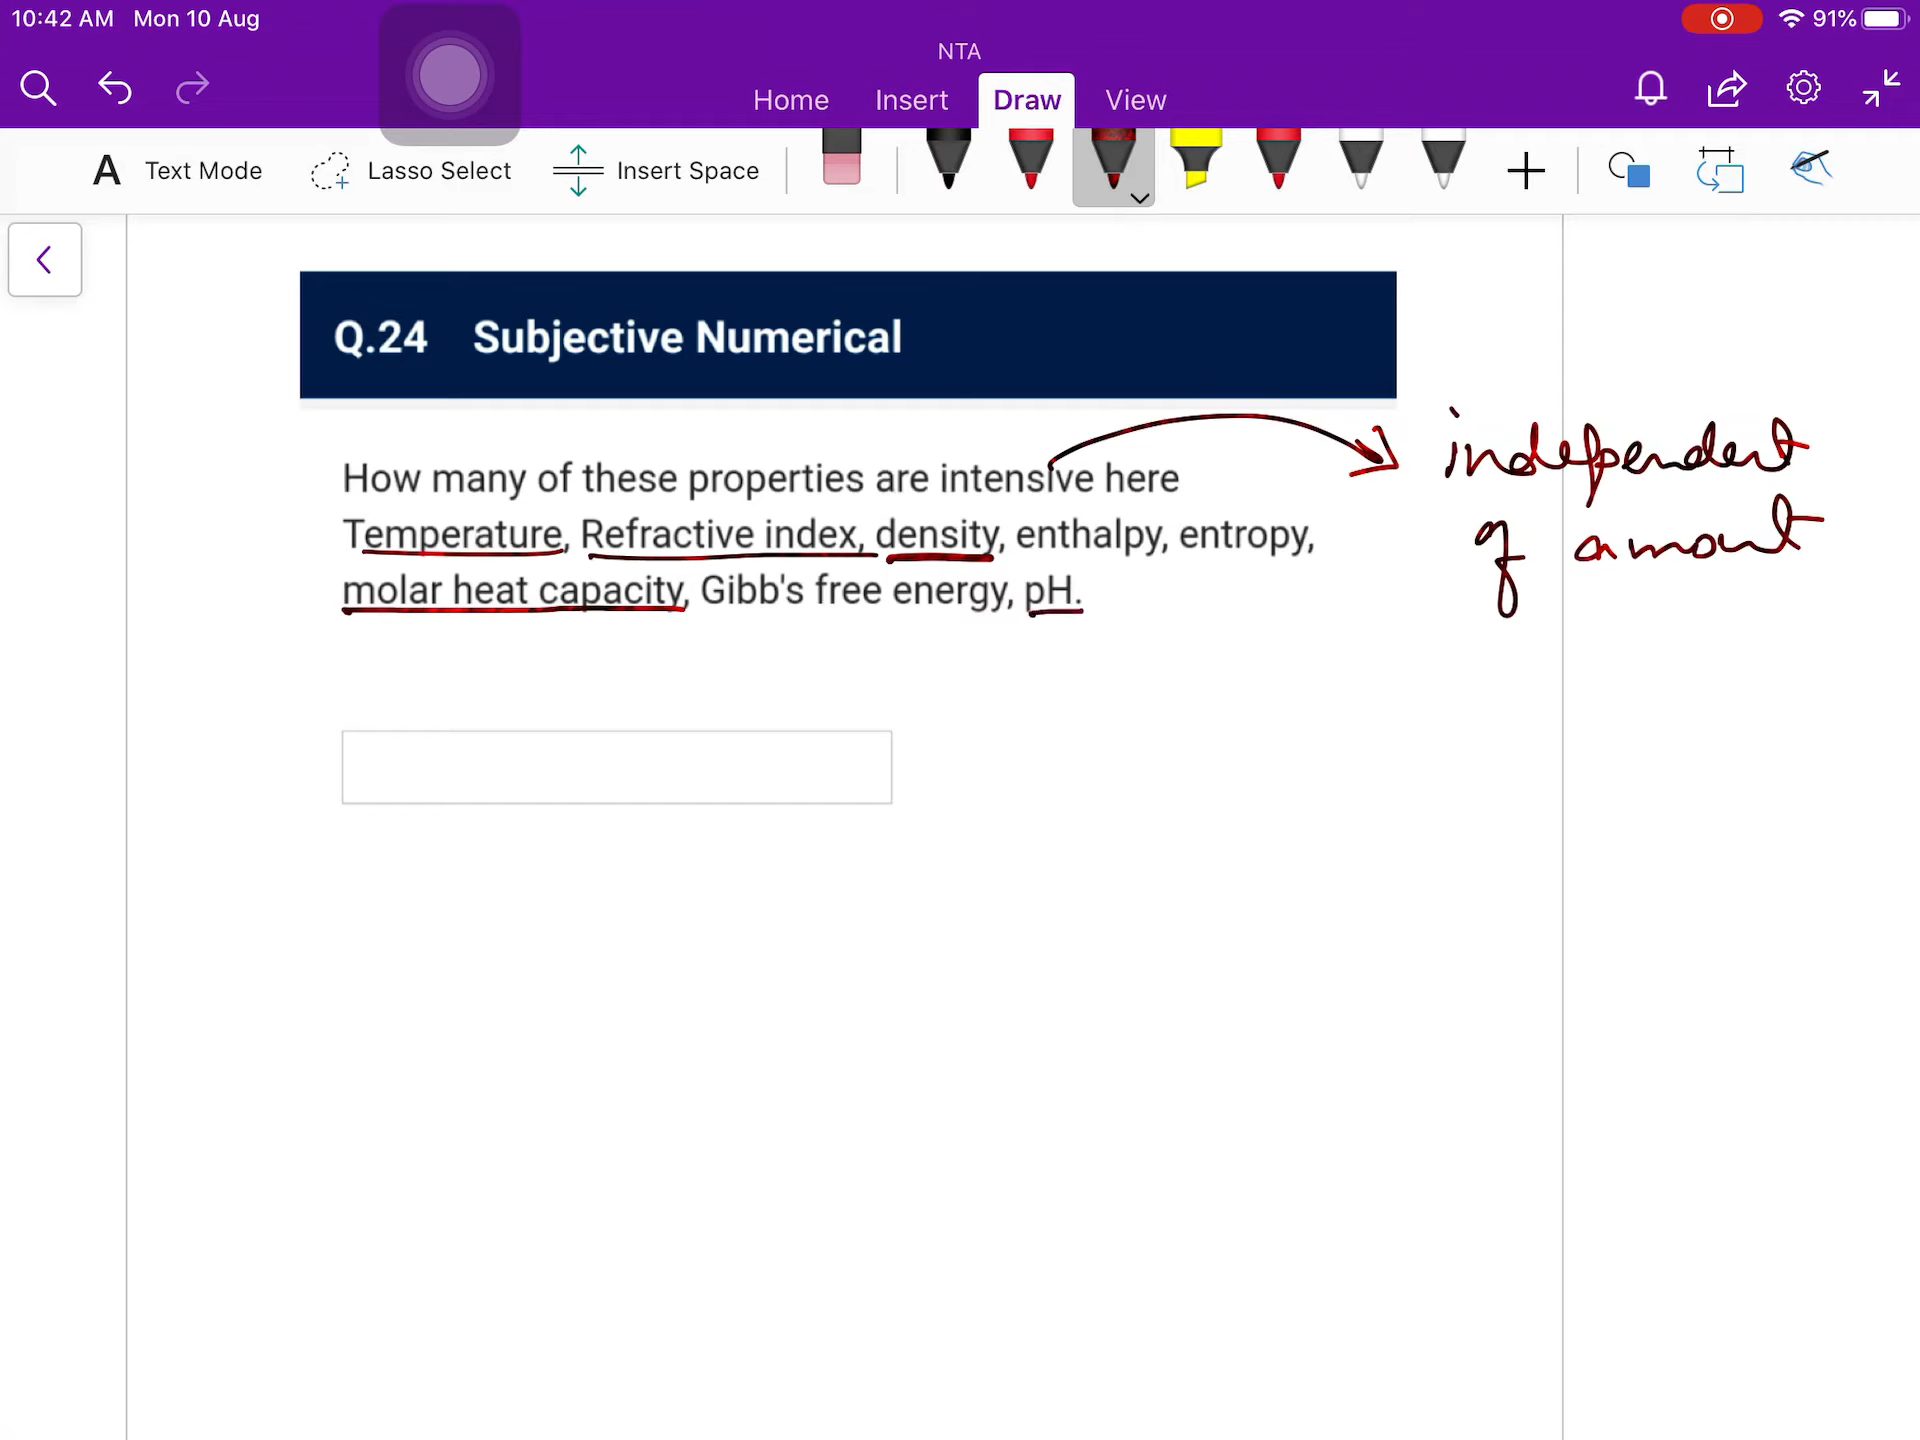 10:42 AM Mon 10 Aug
91%
NTA
Home Insert Draw View
A Text Mode Lasso Select Insert Space
Q.24 Subjective Numerical
How many of these properties are intensive here
Temperature, Refractive index, density, enthalpy, entropy,
molar heat capacity, Gibb's free energy, pH.
independent
of amount